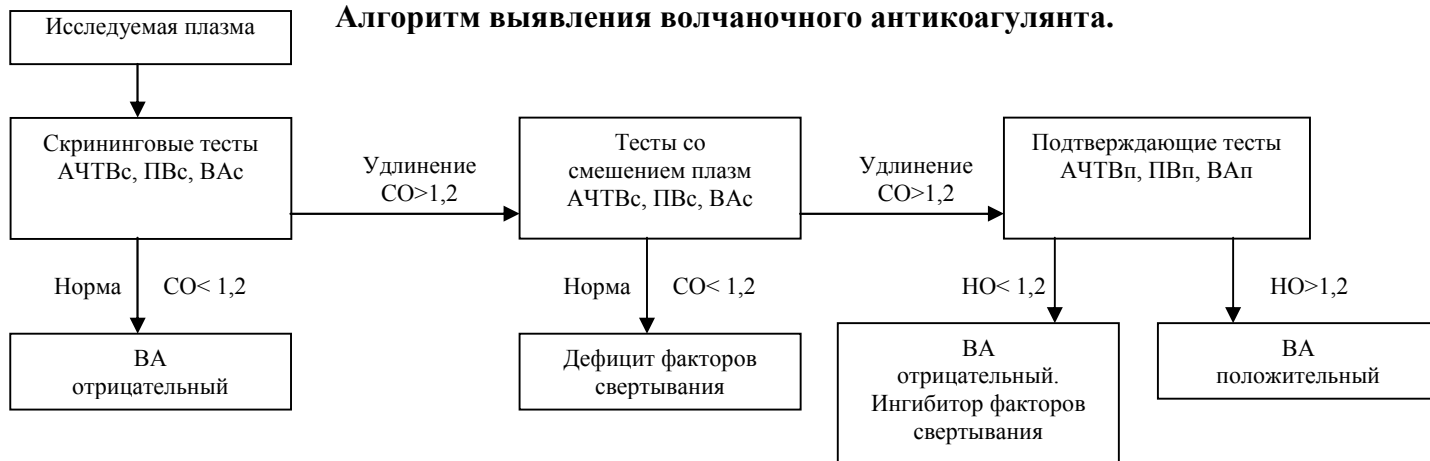 Алгоритм выявления волчаночного антикоагулянта.
Исследуемая плазма
Скрининговые тесты
АЧТВс, ПВс, ВАс
Удлинение
СО>1,2
Тесты со
смешением плазм
АЧТВс, ПВс, ВАс
Удлинение
СО>1,2
Подтверждающие тесты
АЧТВп, ПВп, ВАп
Норма СО< 1,2
Норма СО< 1,2
НО< 1,2
НО>1,2
ВА
отрицательный
Дефицит факторов
свертывания
ВА
отрицательный.
Ингибитор факторов
свертывания
ВА
положительный